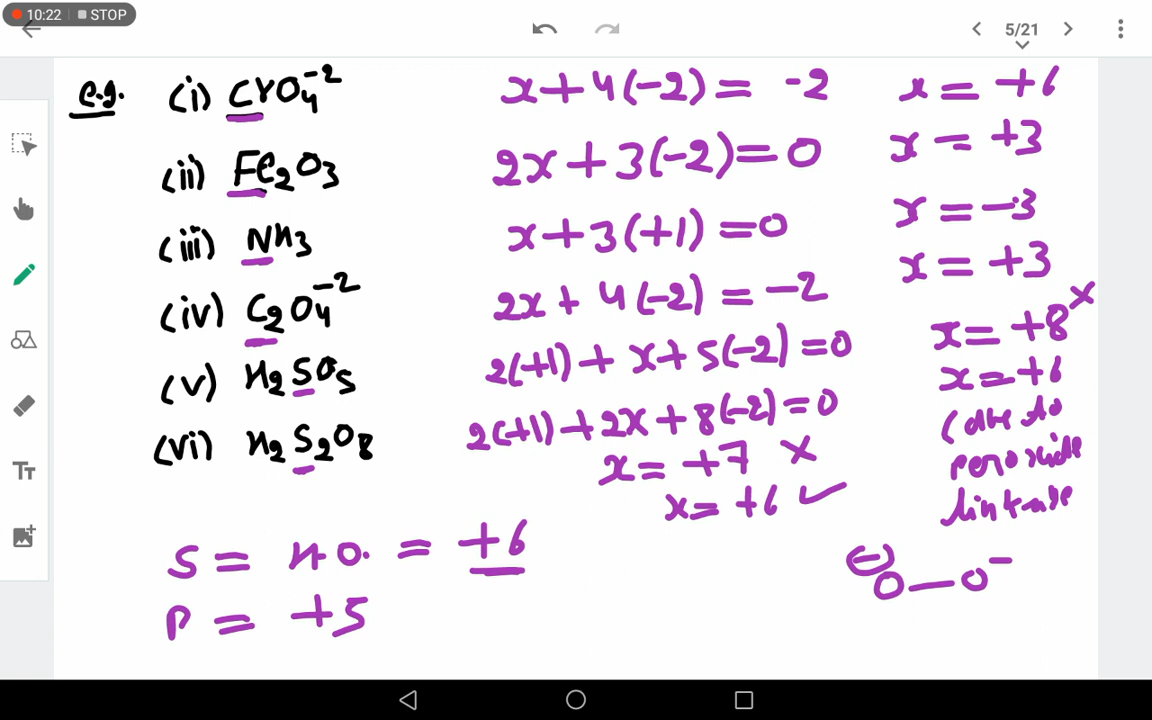 10:22 STOP
5/21
e.g. (i) CrO4^-2 x+4(-2) = -2 x = +6
(ii) Fe2O3 2x + 3(-2) = 0 x = +3
(iii) NH3 x+3(+1) = 0 x = -3
(iv) C2O4^-2 2x + 4(-2) = -2 x = +3
(v) H2SO5 2(+1) + x + 5(-2) = 0 x = +8 ×
x = +6
(due to
peroxide
linkage
(vi) H2S2O8 2(+1) + 2x + 8(-2) = 0
x = +7 ×
x = +6 ✓
S = H.O. = +6
P = +5
⊖O—O⁻
TT